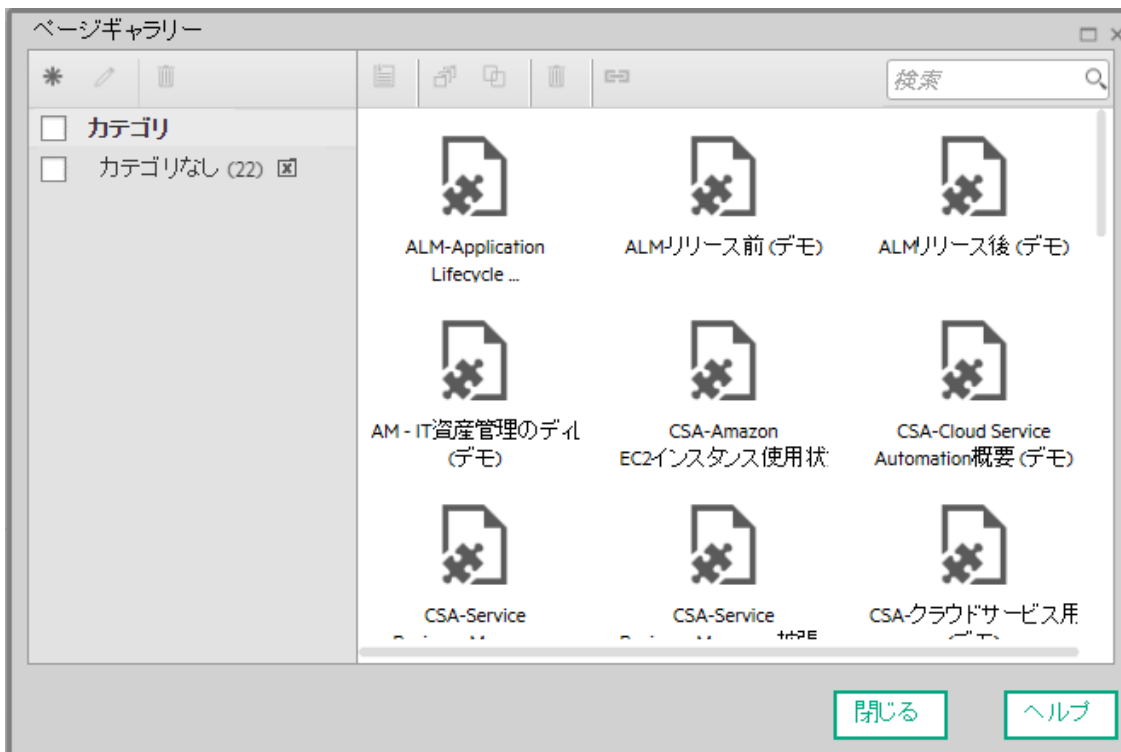 ページギャラリー
検索
カテゴリ
カテゴリなし (22)
ALM-Application
Lifecycle ...
ALMリリース前 (デモ)
ALMリリース後 (デモ)
AM - IT資産管理のディ
(デモ)
CSA-Amazon
EC2インスタンス使用状
CSA-Cloud Service
Automation概要 (デモ)
CSA-Service
CSA-Service
CSA-クラウドサービス用
閉じる
ヘルプ